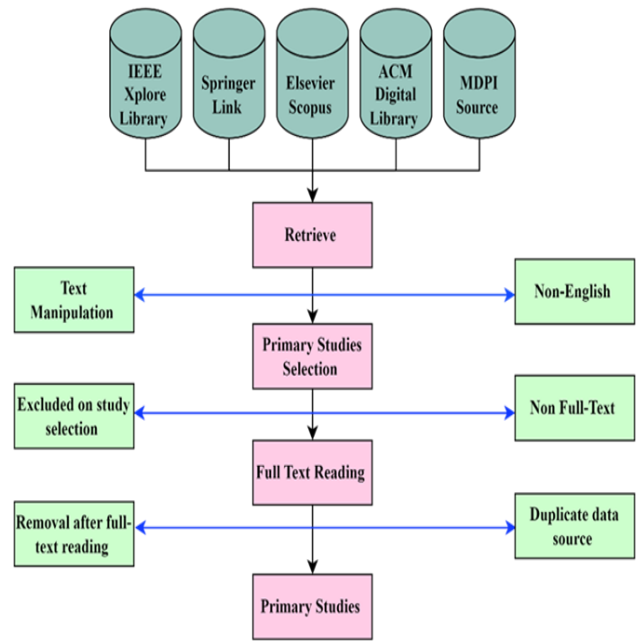 IEEE
Xplore
Library
Springer
Link
Elsevier
Scopus
ACM
Digital
Library
MDPI
Source
Retrieve
Text
Manipulation
Non-English
Primary Studies
Selection
Excluded on study
selection
Non Full-Text
Full Text Reading
Removal after full-
text reading
Duplicate data
source
Primary Studies